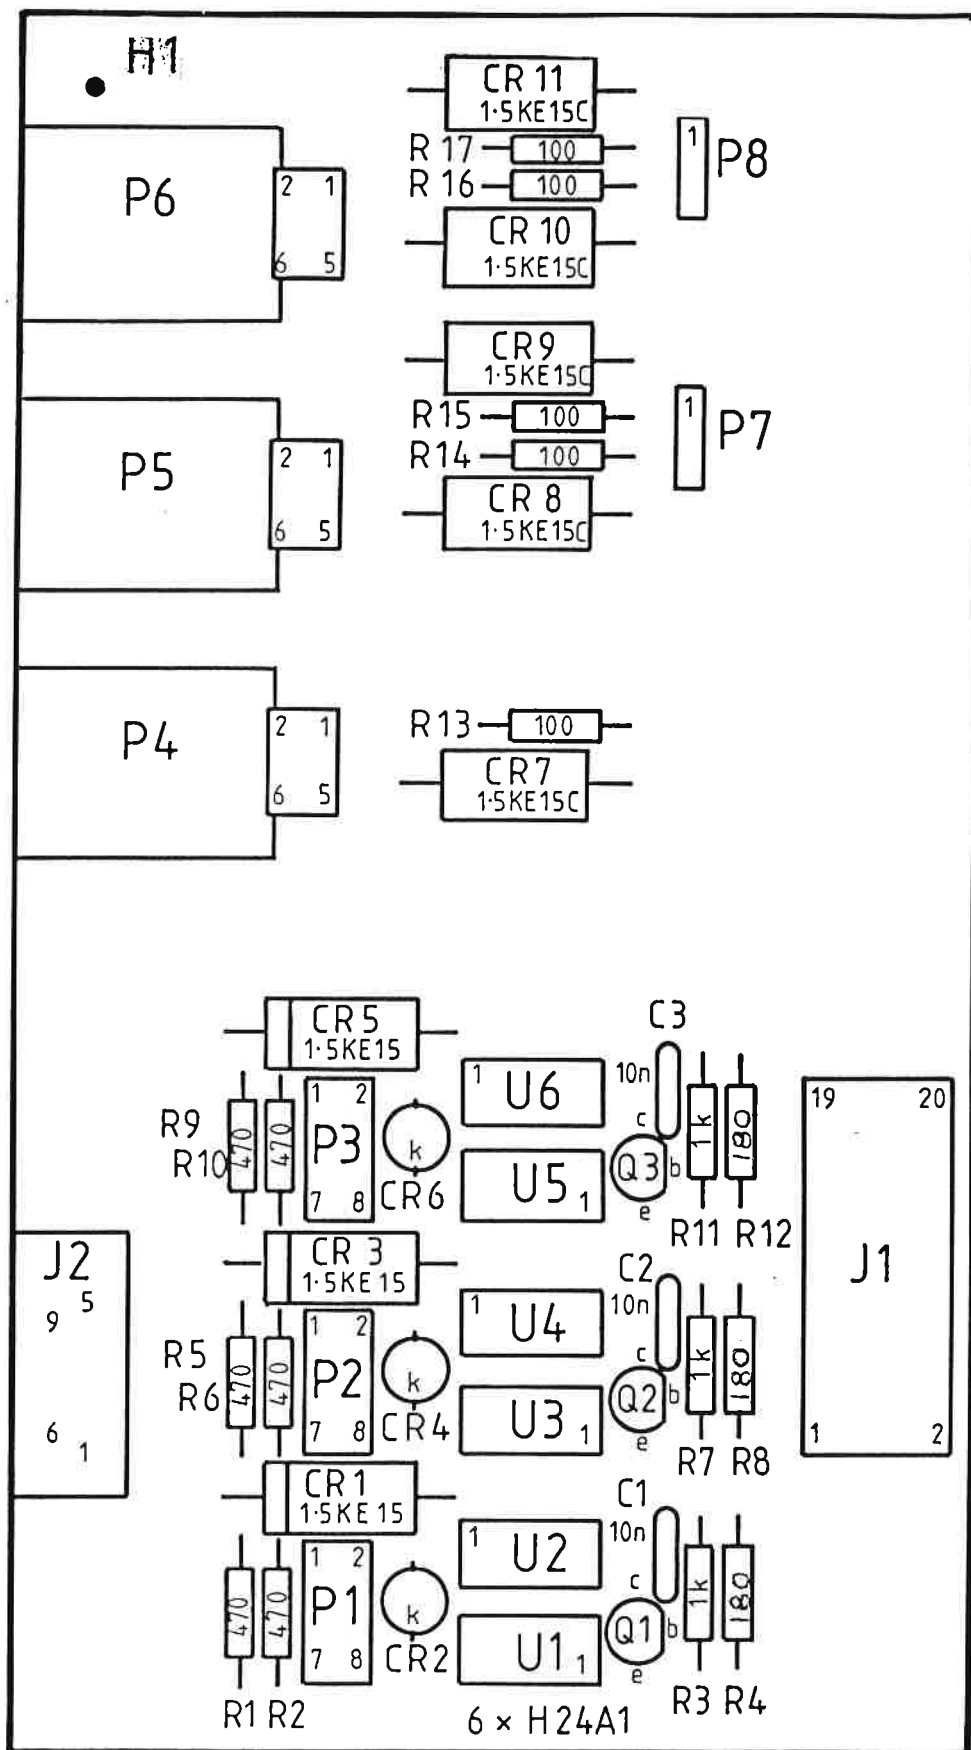 H1
CR 11
1·5KE15C
R 17
100
R 16
100
CR 10
1·5KE15C
1
P8
P6
2 1
6 5
CR9
1·5KE15C
R15
100
R14
100
CR 8
1·5KE15C
1
P7
P5
2 1
6 5
P4
2 1
6 5
R13
100
CR7
1·5KE15C
CR5
1·5KE15
R9
R10
470
470
1 2
P3
7 8
k
CR6
1
U6
U5
1
C3
10n
c
Q3
b
e
1k
180
R11
R12
19 20
J1
1 2
J2
5
9
6
1
CR 3
1·5KE 15
R5
R6
470
470
1 2
P2
7 8
k
CR4
1
U4
U3
1
C2
10n
c
Q2
b
e
1k
180
R7
R8
CR1
1·5KE 15
470
470
R1
R2
1 2
P1
7 8
k
CR2
1
U2
U1
1
C1
10n
c
Q1
b
e
1k
180
R3
R4
6 × H24A1